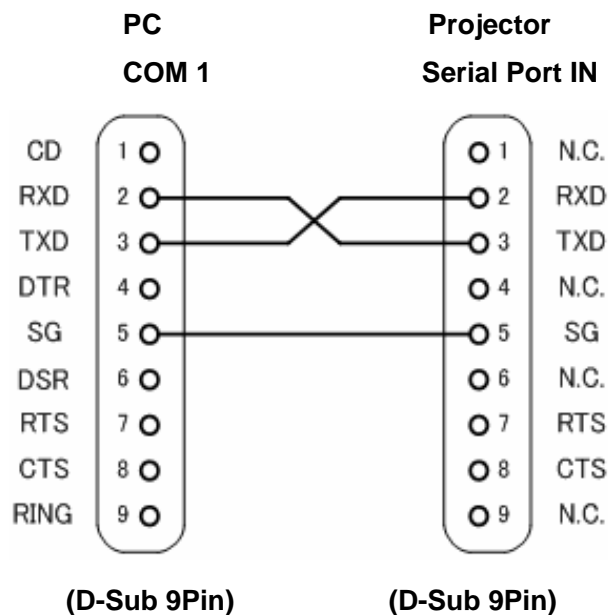 PC Projector
COM 1 Serial Port IN
CD 1 1 N.C.
RXD 2 2 RXD
TXD 3 3 TXD
DTR 4 4 N.C.
SG 5 5 SG
DSR 6 6 N.C.
RTS 7 7 RTS
CTS 8 8 CTS
RING 9 9 N.C.
(D-Sub 9Pin) (D-Sub 9Pin)